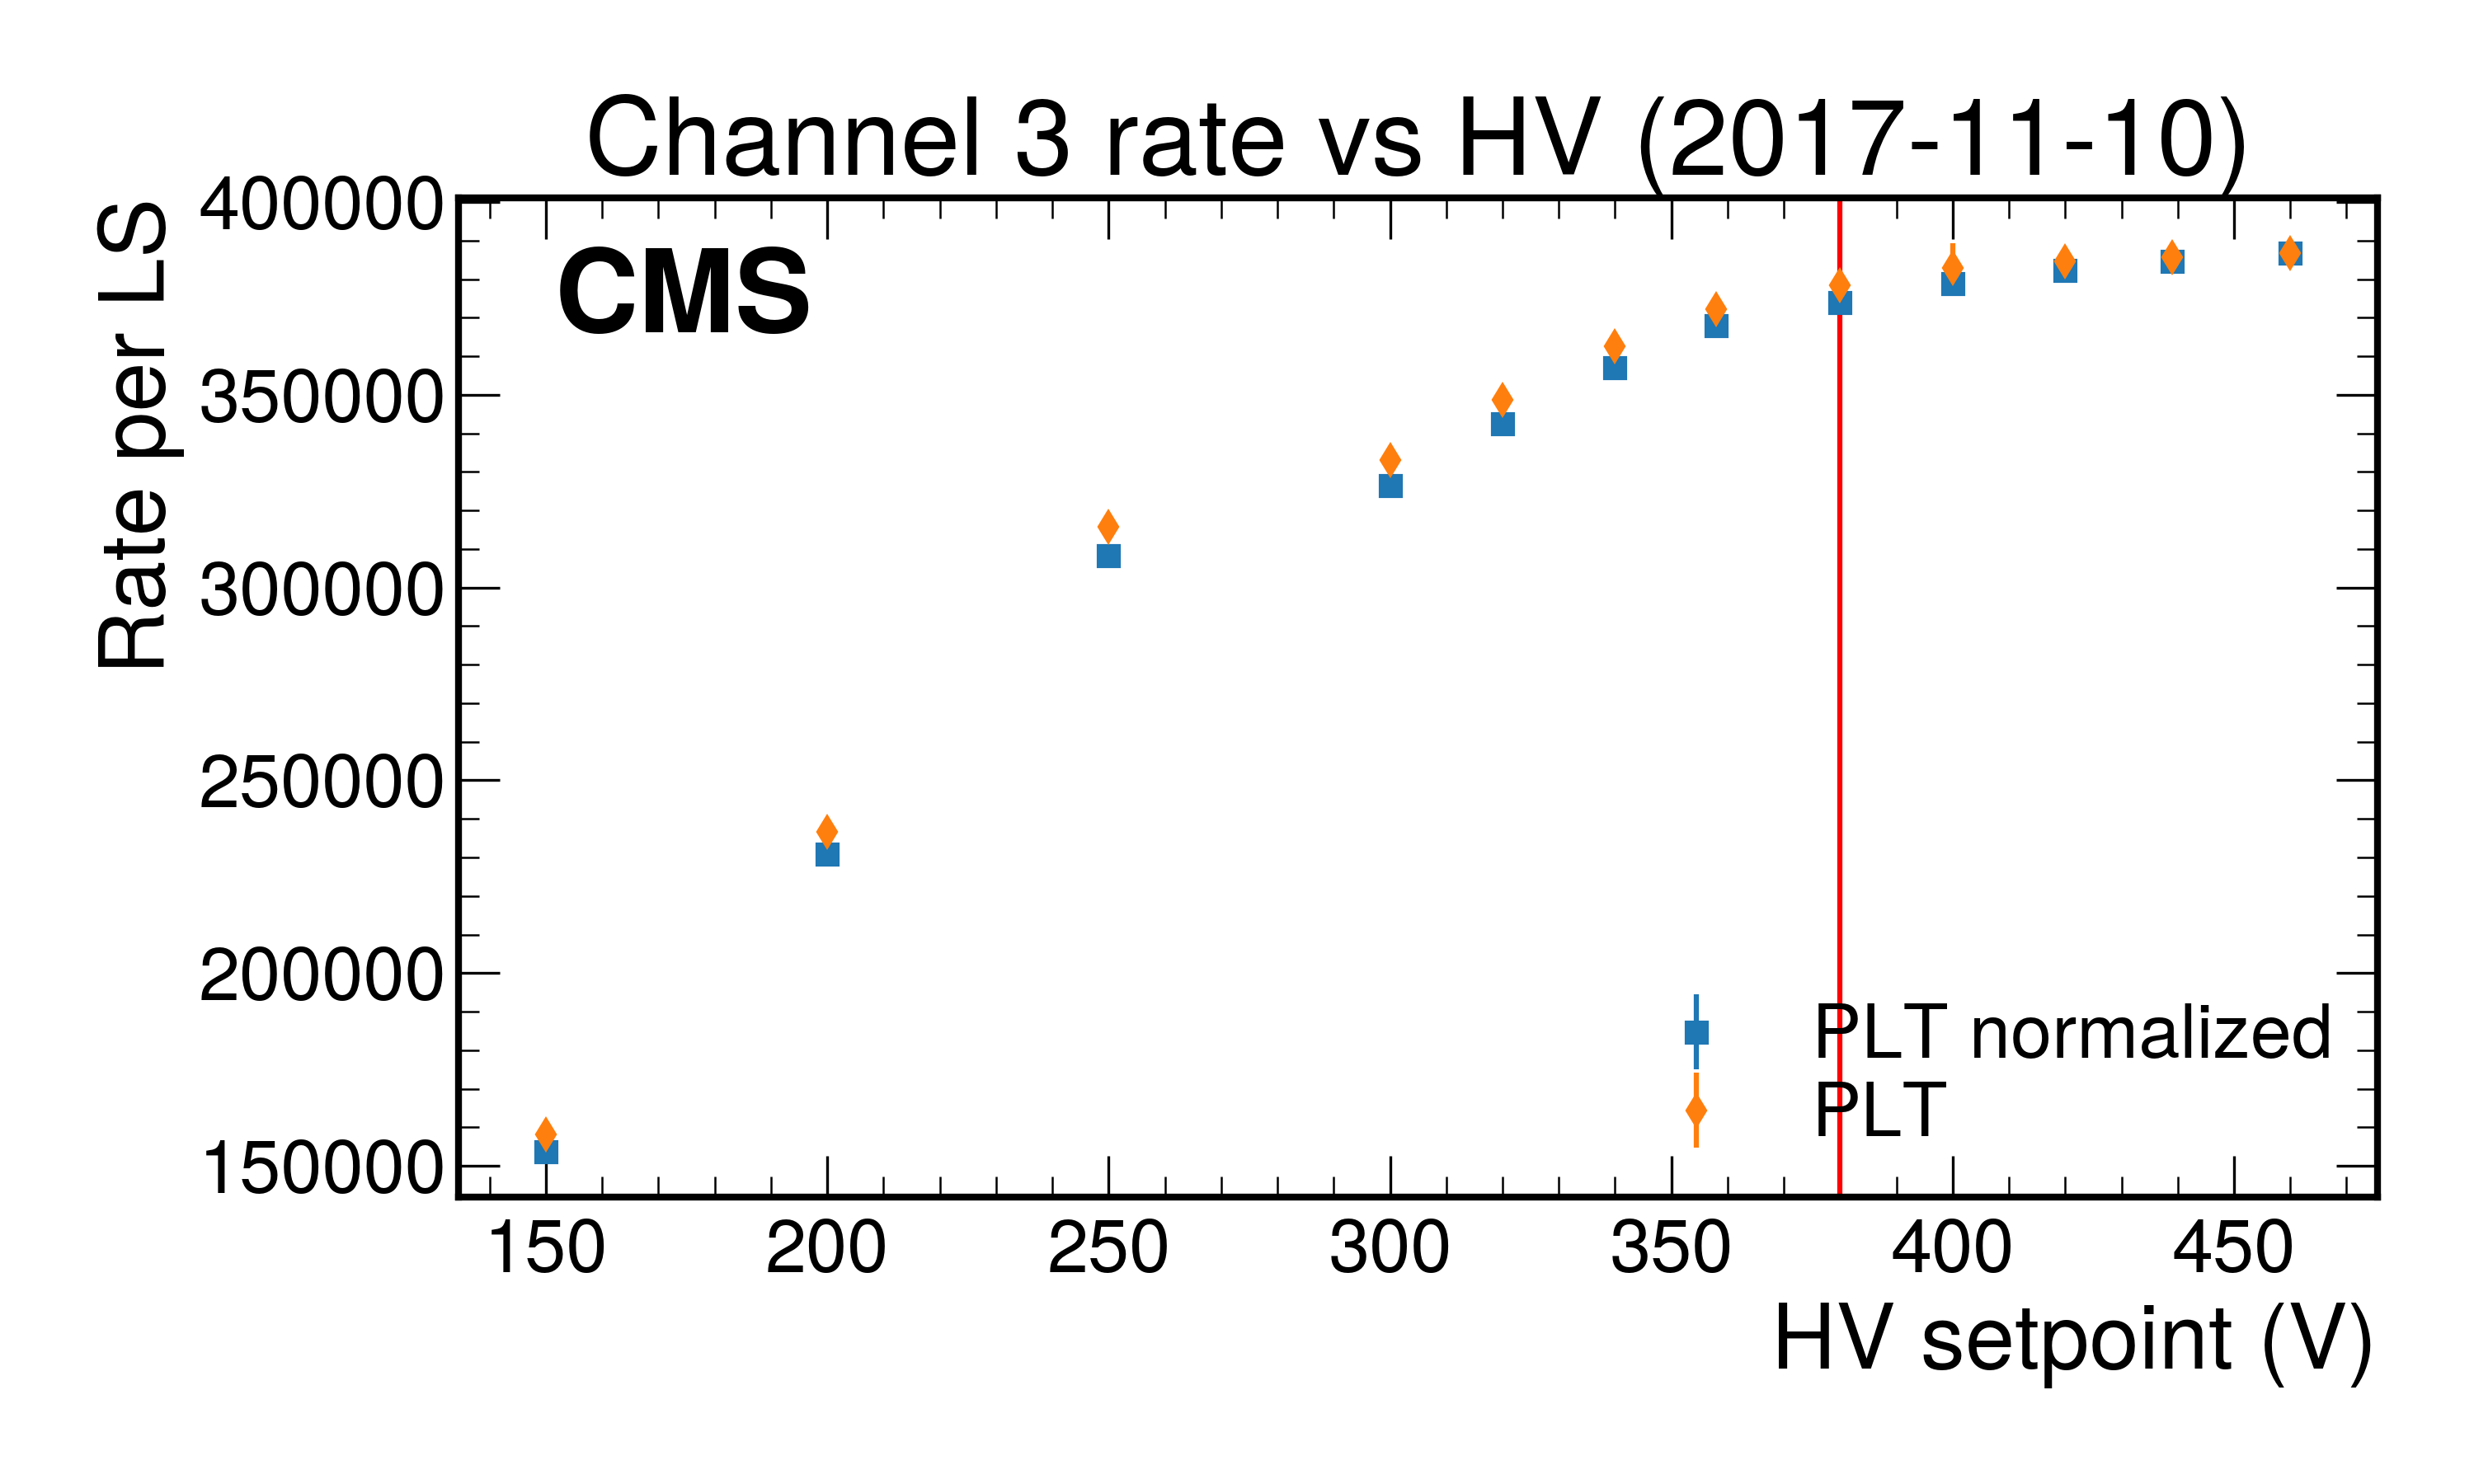 Channel 3 rate vs HV (2017-11-10)
CMS
Rate per LS
400000
350000
300000
250000
200000
150000
PLT normalized
PLT
150 200 250 300 350 400 450
HV setpoint (V)